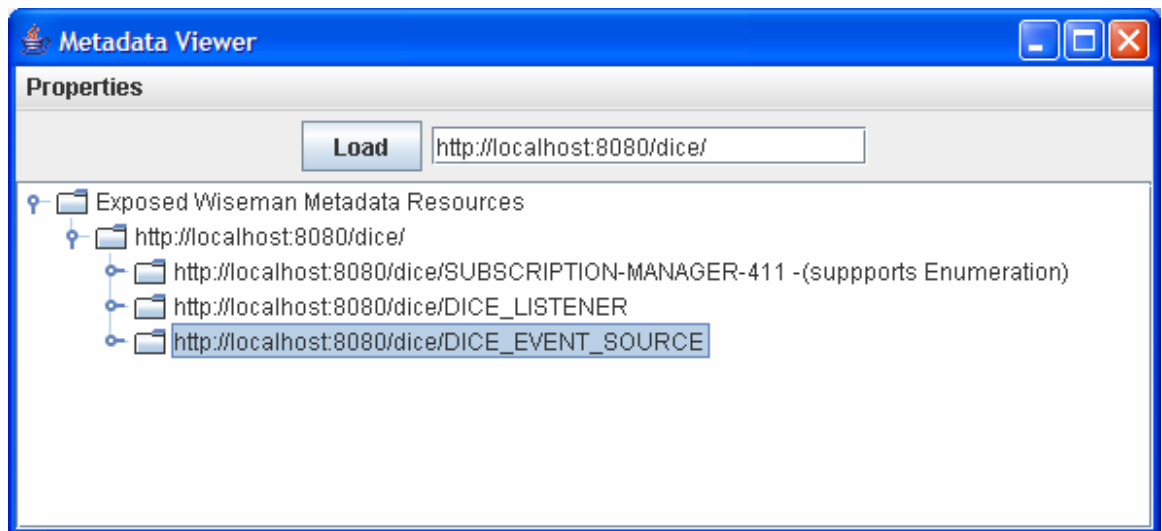 Metadata Viewer
Properties
Load http://localhost:8080/dice/
Exposed Wiseman Metadata Resources
http://localhost:8080/dice/
http://localhost:8080/dice/SUBSCRIPTION-MANAGER-411 -(suppports Enumeration)
http://localhost:8080/dice/DICE_LISTENER
http://localhost:8080/dice/DICE_EVENT_SOURCE